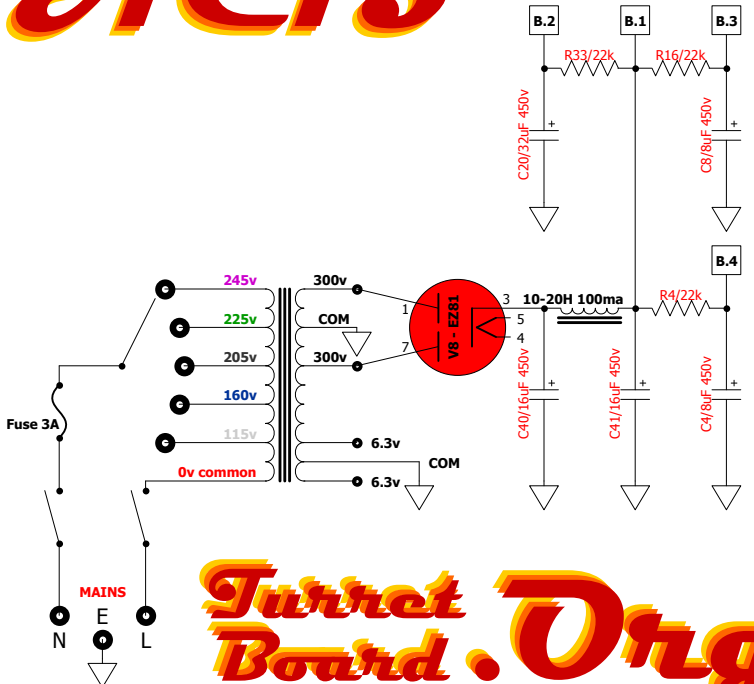 B.2
B.1
B.3
R33/22k
R16/22k
C20/32uF 450v
+
C8/8uF 450v
+
B.4
245v
300v
225v
COM
205v
300v
160v
115v
6.3v
0v common
COM
6.3v
Fuse 3A
1
7
V8 - EZ81
3
5
4
10-20H 100ma
R4/22k
C40/16uF 450v
+
C41/16uF 450v
+
C4/8uF 450v
+
MAINS
N
E
L
Turret
Board.Org